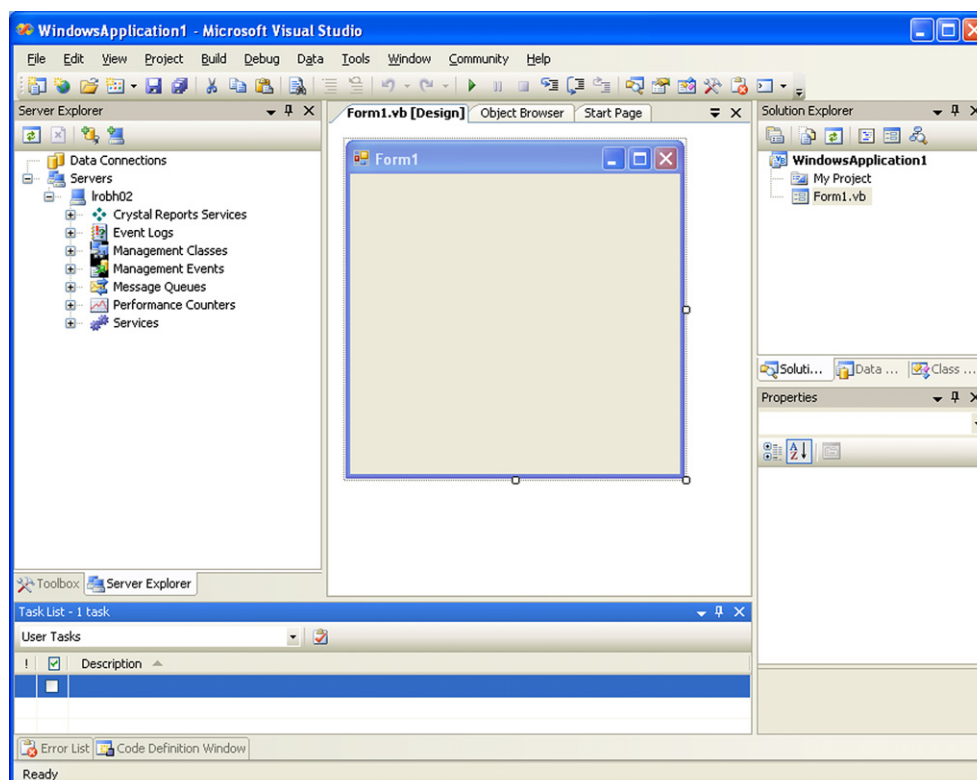 WindowsApplication1 - Microsoft Visual Studio
File Edit View Project Build Debug Data Tools Window Community Help
Server Explorer
Form1.vb [Design] Object Browser Start Page
Solution Explorer
Data Connections
Servers
lrobh02
Crystal Reports Services
Event Logs
Management Classes
Management Events
Message Queues
Performance Counters
Services
Form1
WindowsApplication1
My Project
Form1.vb
Soluti... Data ... Class ...
Properties
Toolbox Server Explorer
Task List - 1 task
User Tasks
! Description
Error List Code Definition Window
Ready